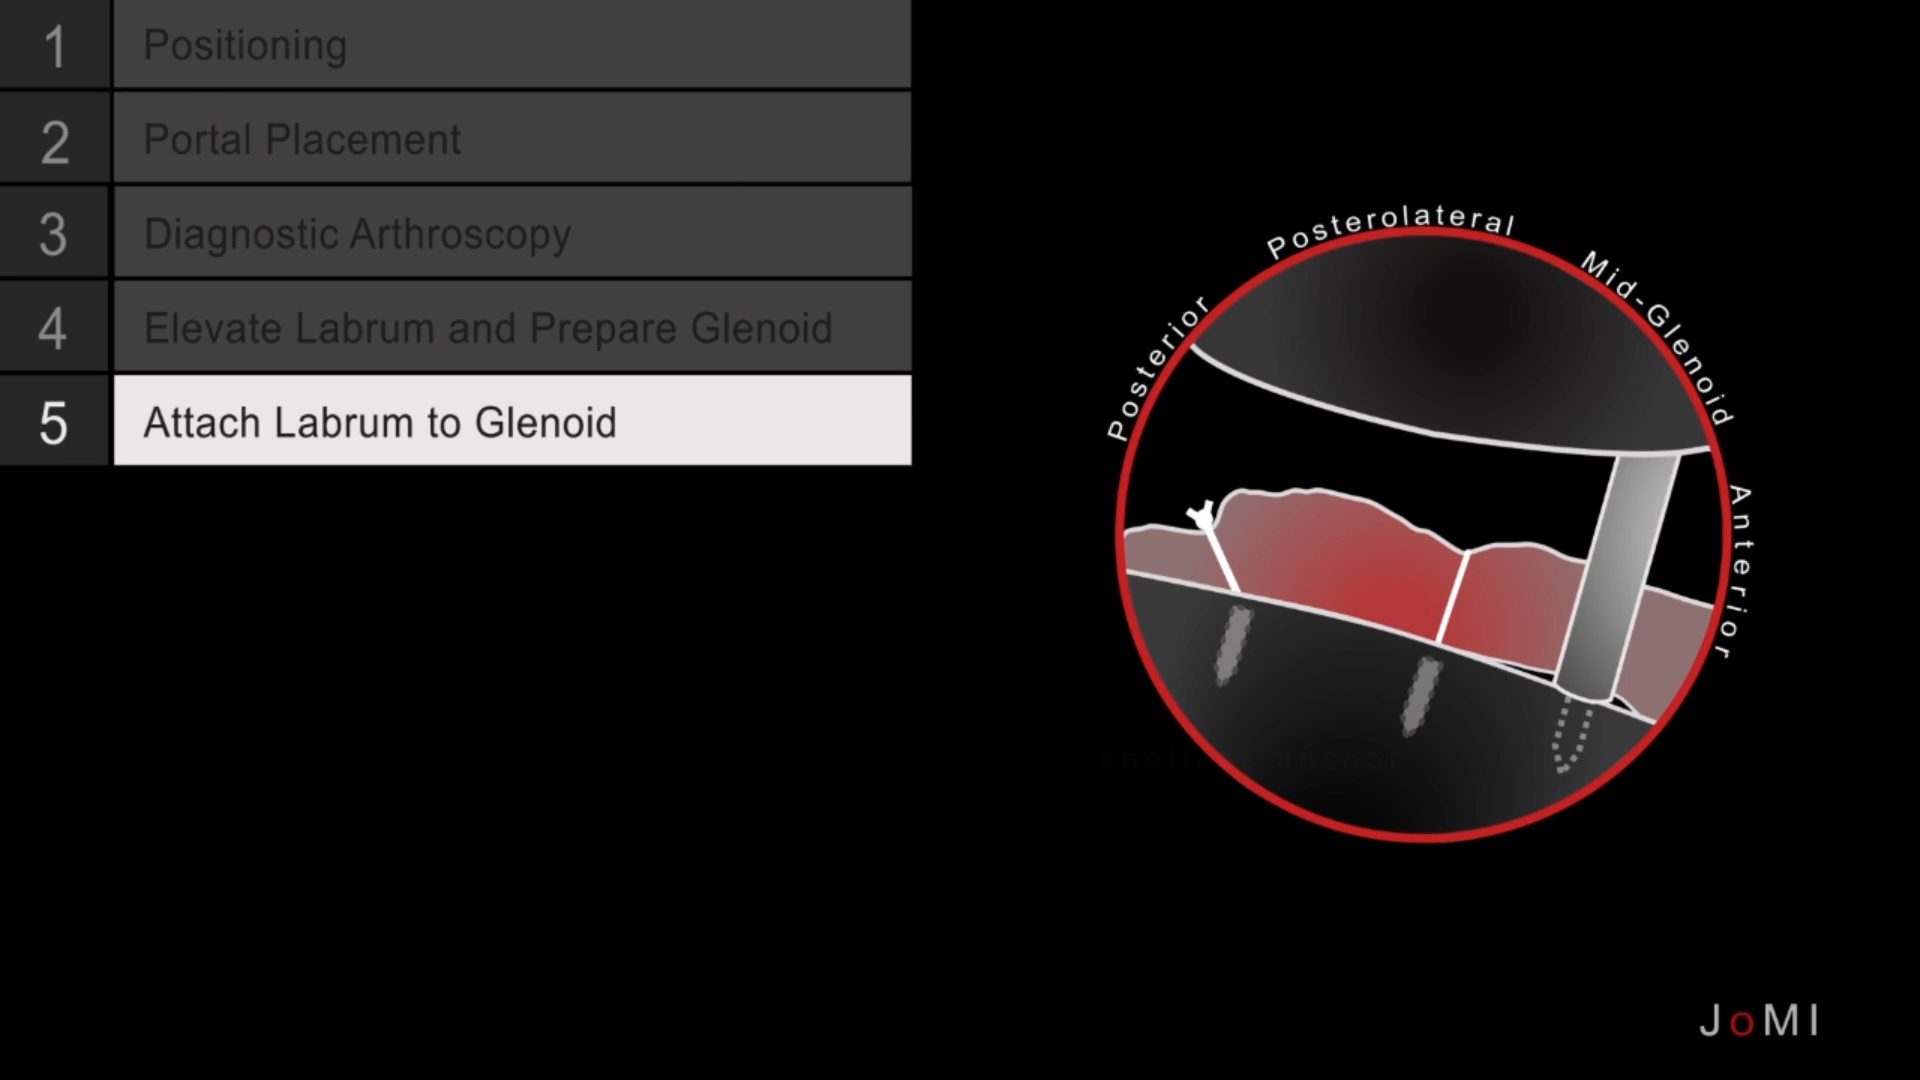 1 Positioning
2 Portal Placement
3 Diagnostic Arthroscopy
4 Elevate Labrum and Prepare Glenoid
5 Attach Labrum to Glenoid
Posterior
Posterolateral
Mid-Glenoid
Anterior
anchor
JoMI